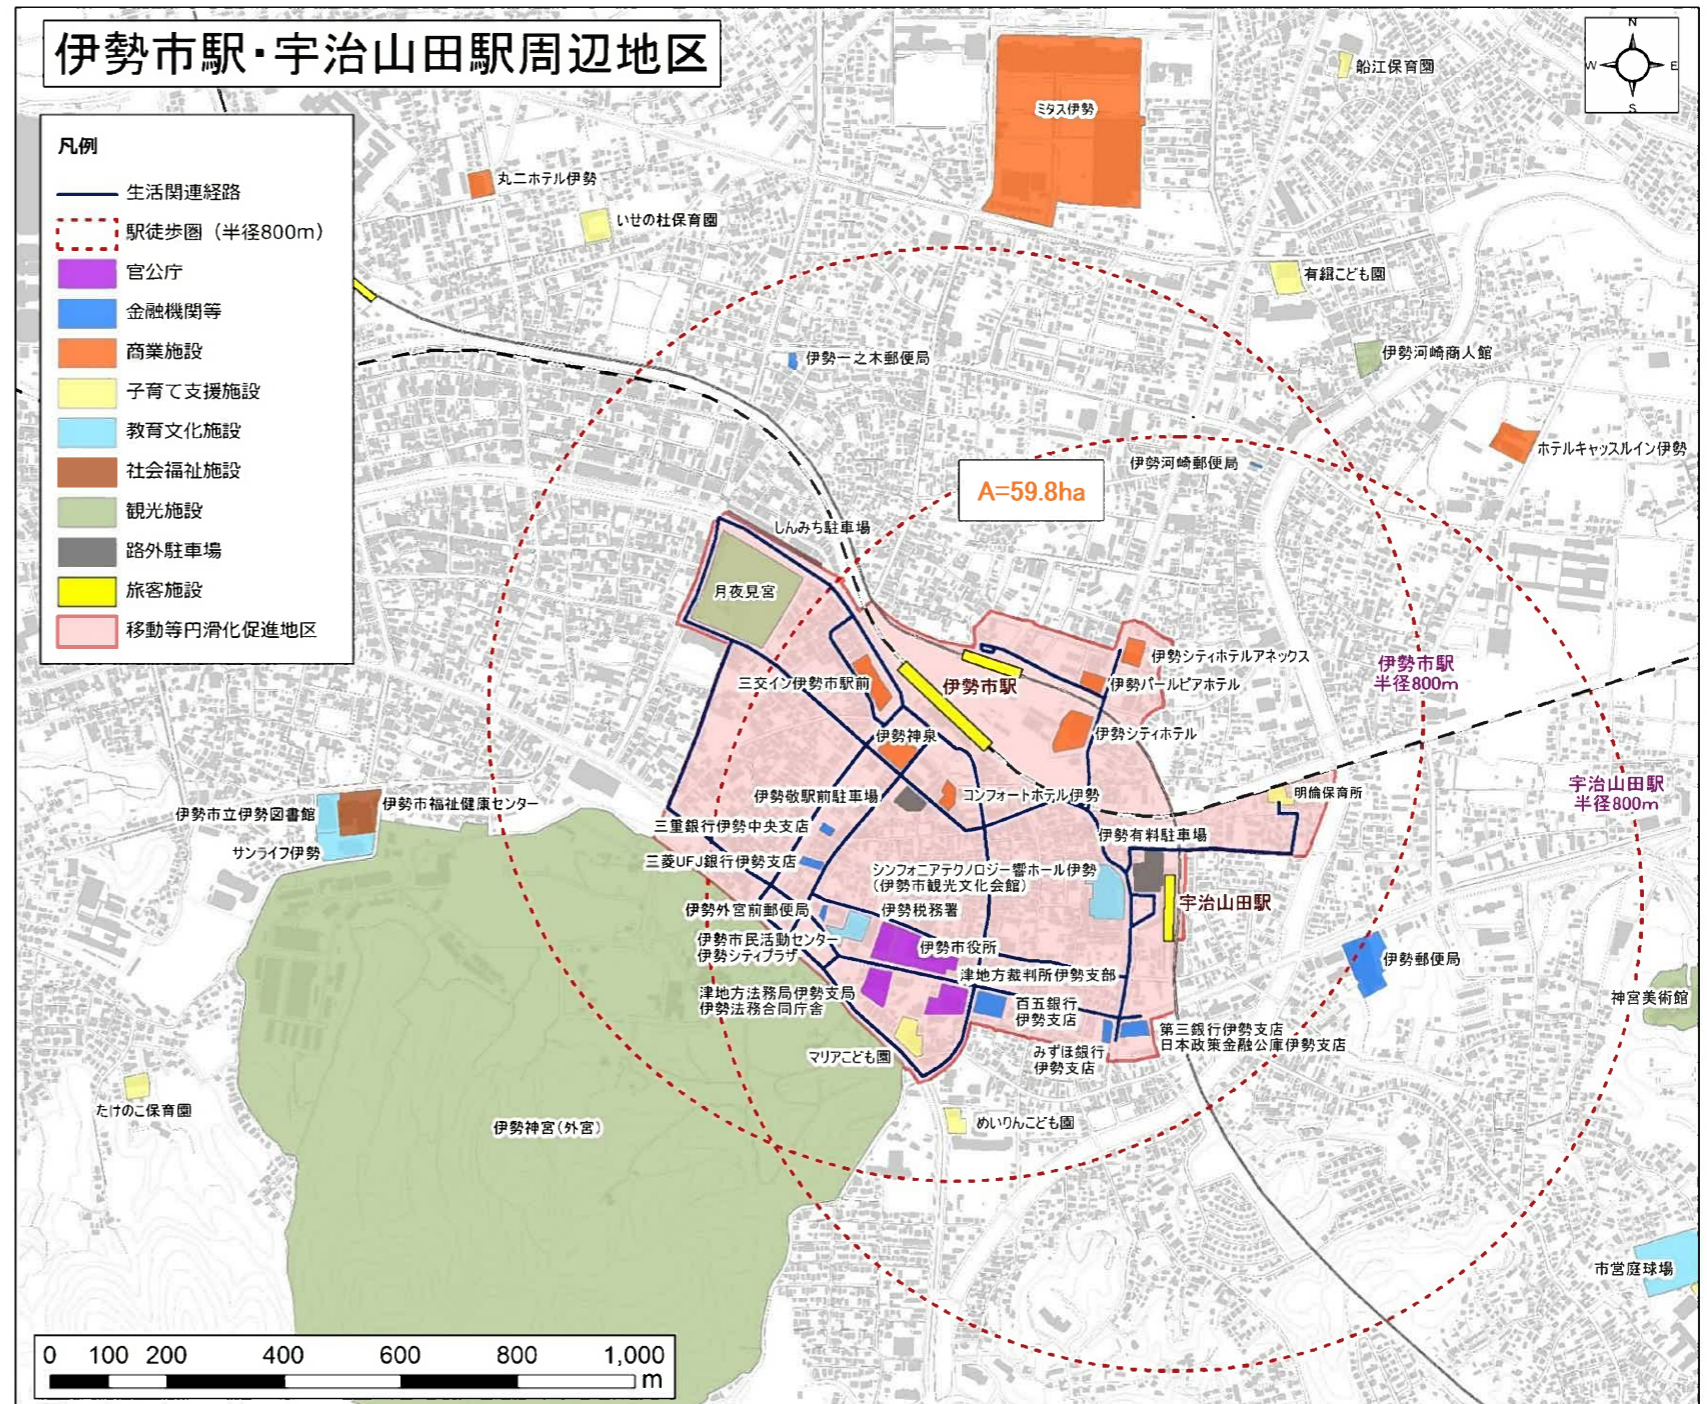 伊勢市駅・宇治山田駅周辺地区
N
W
E
S
凡例
生活関連経路
駅徒歩圏（半径800m）
官公庁
金融機関等
商業施設
子育て支援施設
教育文化施設
社会福祉施設
観光施設
路外駐車場
旅客施設
移動等円滑化促進地区
ミタス伊勢
船江保育園
丸二ホテル伊勢
いせの杜保育園
有緝こども園
伊勢一之木郵便局
伊勢河崎商人館
ホテルキャッスルイン伊勢
伊勢河崎郵便局
A=59.8ha
しんみち駐車場
月夜見宮
伊勢シティホテルアネックス
伊勢市駅
半径800m
三交イン伊勢市駅前
伊勢市駅
伊勢パールピアホテル
伊勢神泉
伊勢シティホテル
宇治山田駅
半径800m
伊勢敬駅前駐車場
コンフォートホテル伊勢
明倫保育所
伊勢市立伊勢図書館
伊勢市福祉健康センター
サンライフ伊勢
三重銀行伊勢中央支店
伊勢有料駐車場
三菱UFJ銀行伊勢支店
シンフォニアテクノロジー響ホール伊勢
（伊勢市観光文化会館）
宇治山田駅
伊勢外宮前郵便局
伊勢税務署
伊勢市民活動センター
伊勢シティプラザ
伊勢市役所
伊勢郵便局
津地方裁判所伊勢支部
津地方法務局伊勢支局
伊勢法務合同庁舎
百五銀行
伊勢支店
神宮美術館
第三銀行伊勢支店
日本政策金融公庫伊勢支店
マリアこども園
みずほ銀行
伊勢支店
たけのこ保育園
伊勢神宮（外宮）
めいりんこども園
市営庭球場
0 100 200 400 600 800 1,000
m